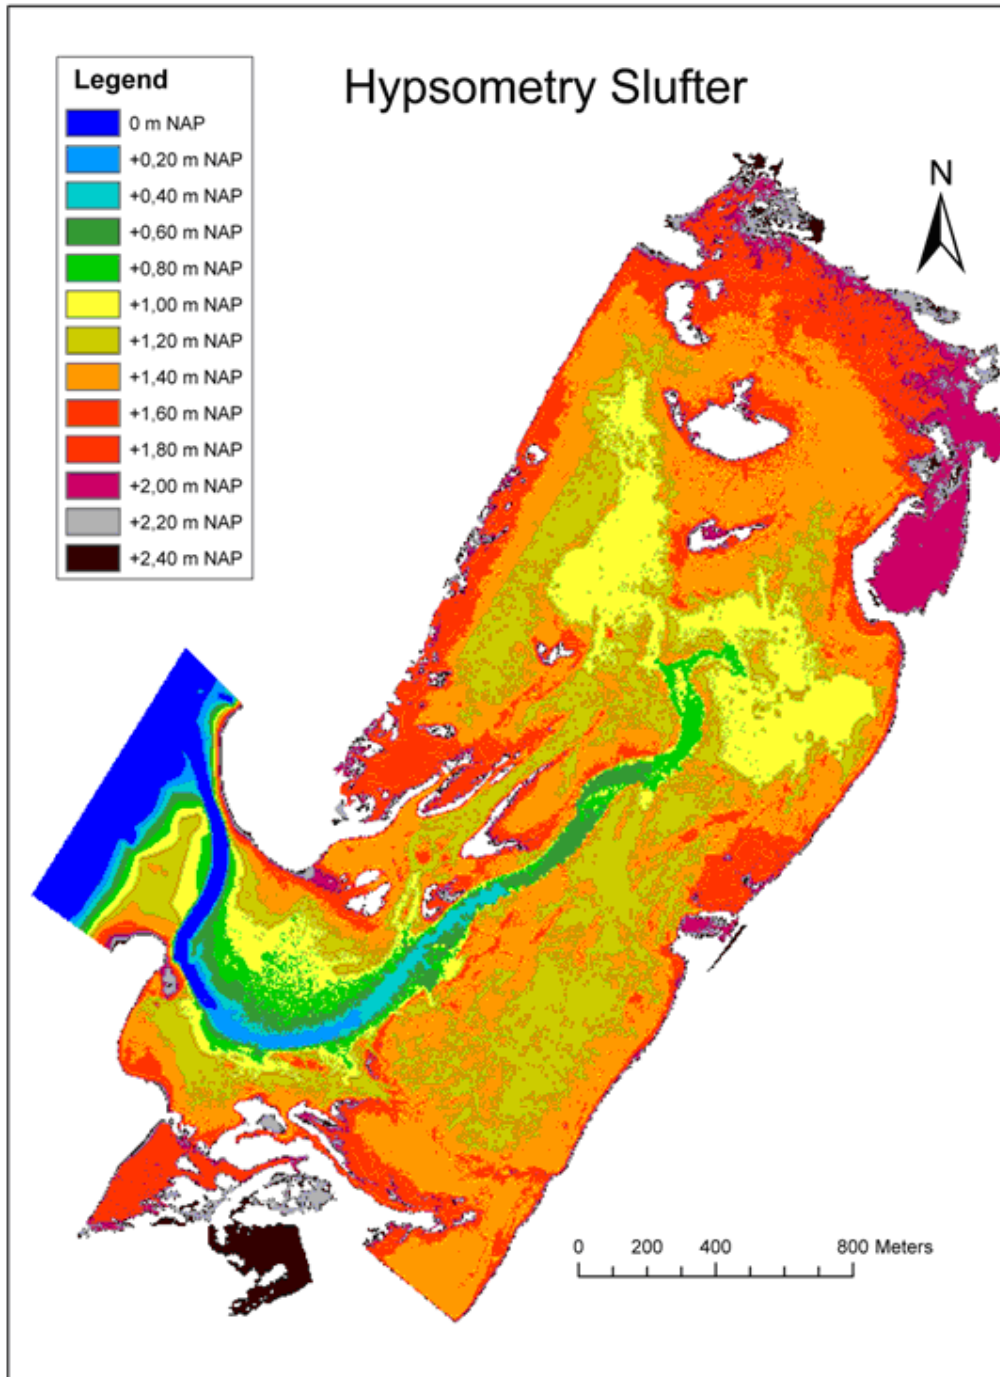 Hypsometry Slufter
Legend
0 m NAP
+0,20 m NAP
+0,40 m NAP
+0,60 m NAP
+0,80 m NAP
+1,00 m NAP
+1,20 m NAP
+1,40 m NAP
+1,60 m NAP
+1,80 m NAP
+2,00 m NAP
+2,20 m NAP
+2,40 m NAP
N
0 200 400 800 Meters